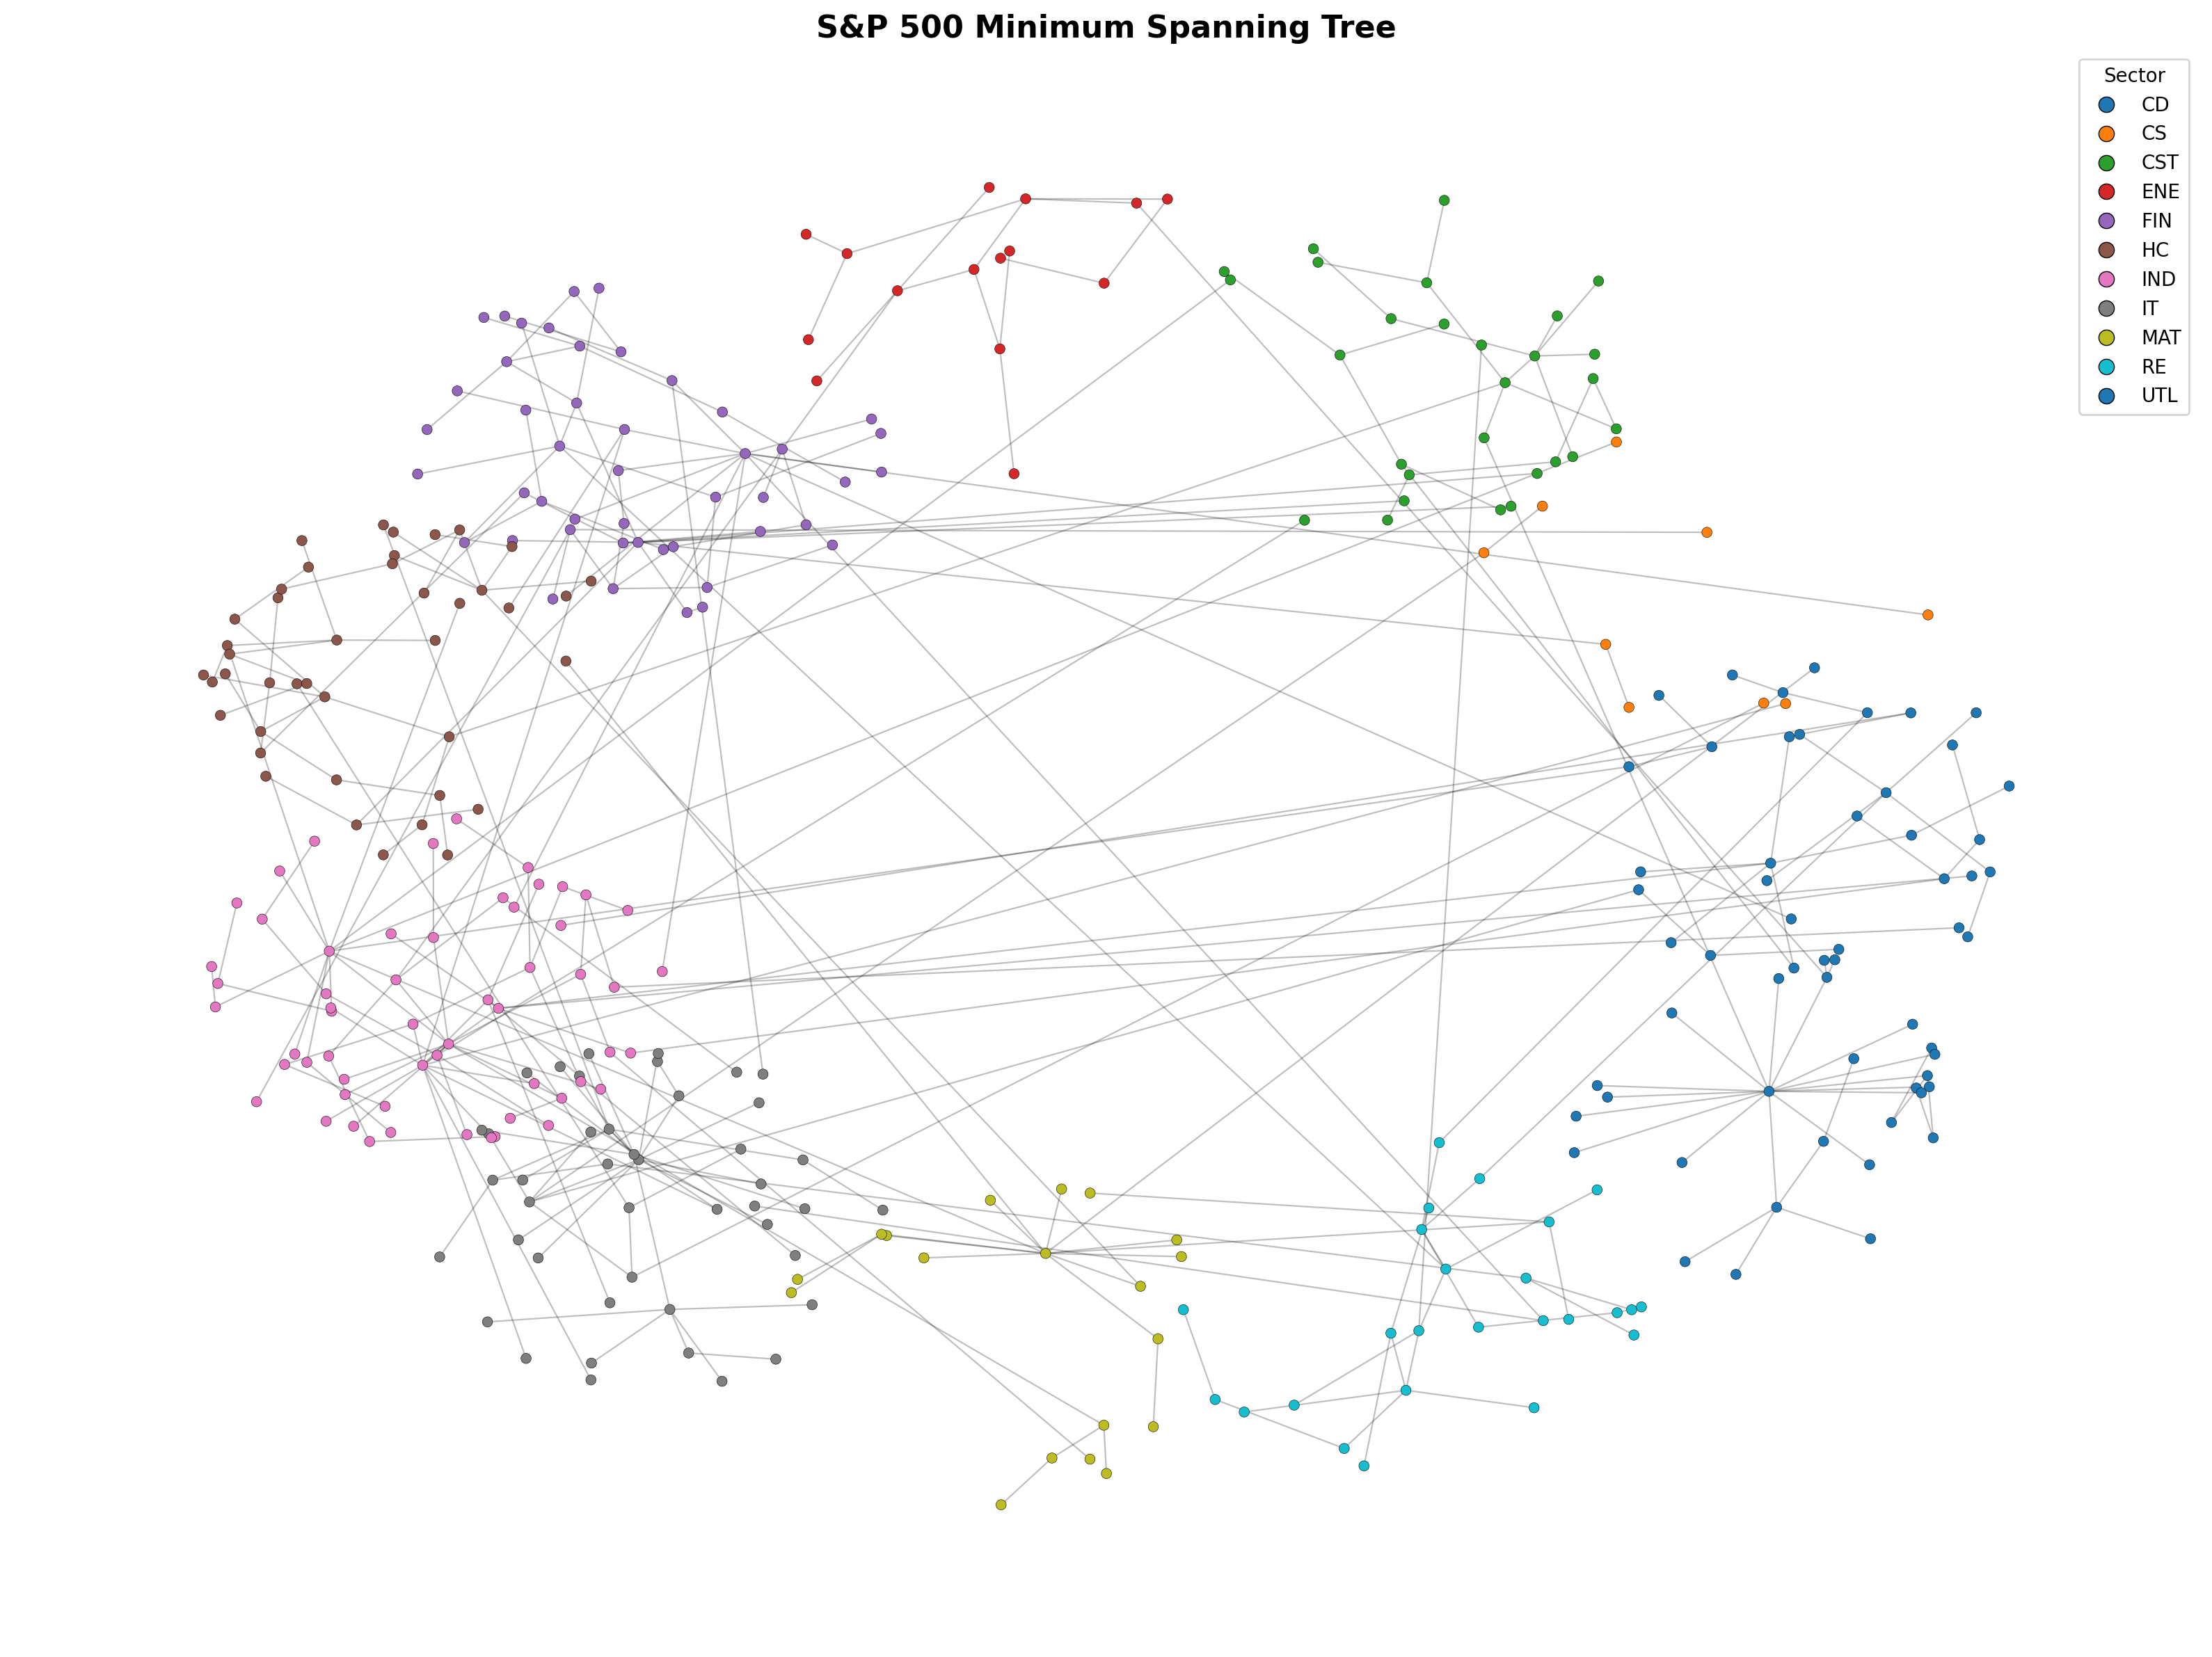 S&P 500 Minimum Spanning Tree
Sector
CD
CS
CST
ENE
FIN
HC
IND
IT
MAT
RE
UTL